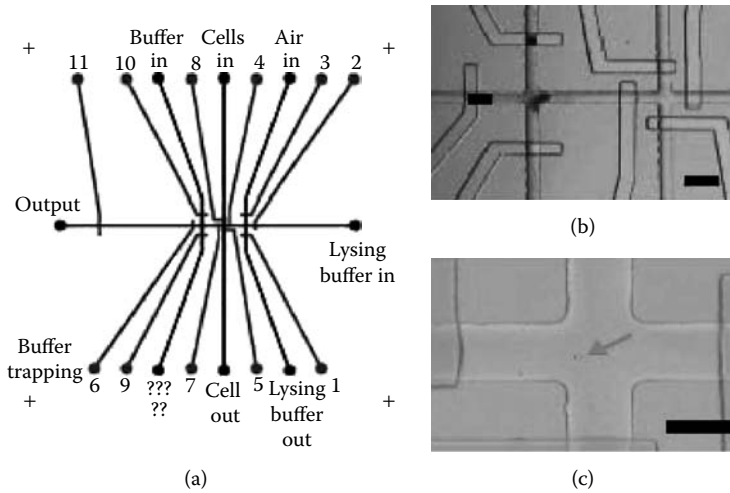 Buffer
in
Cells
in
Air
in
11
10
8
4
3
2
Output
Lysing
buffer in
Buffer
trapping
6
9
???
??
7
Cell
out
5
Lysing
buffer
out
1
(a)
(b)
(c)